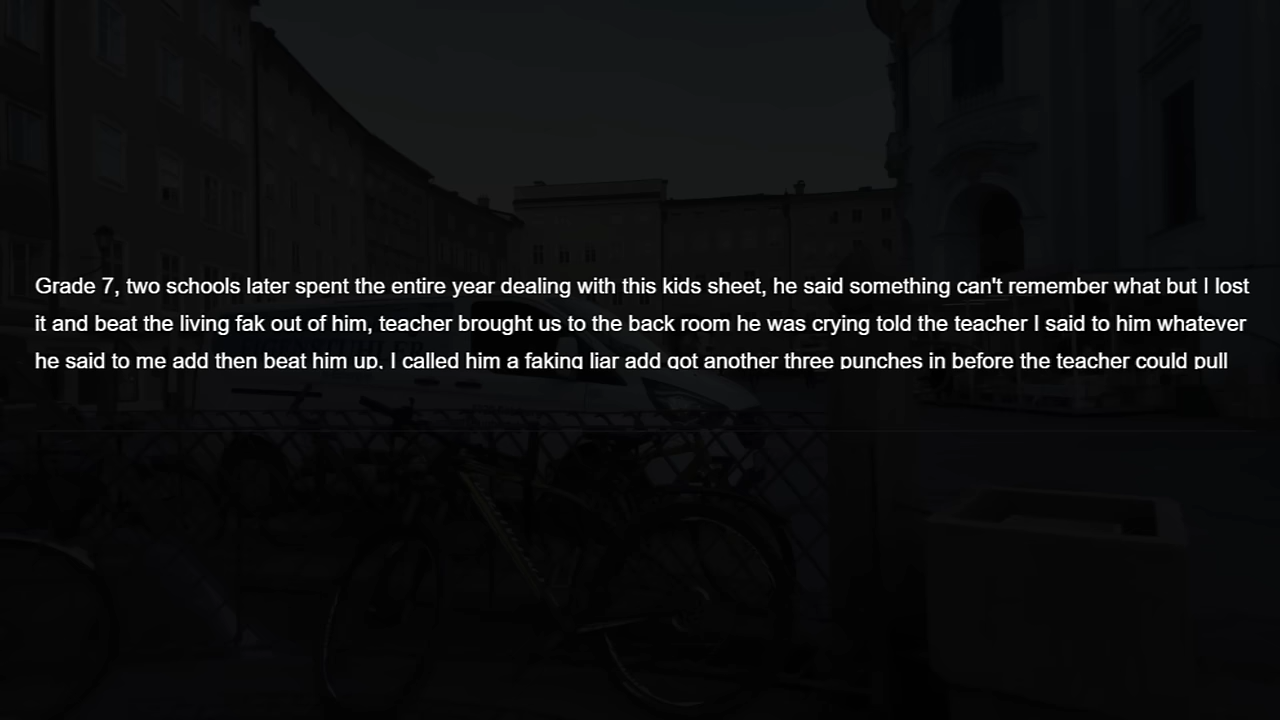 Grade 7, two schools later spent the entire year dealing with this kids sheet, he said something can't remember what but I lost
it and beat the living fak out of him, teacher brought us to the back room he was crying told the teacher I said to him whatever
he said to me add then beat him up. I called him a faking liar add got another three punches in before the teacher could pull